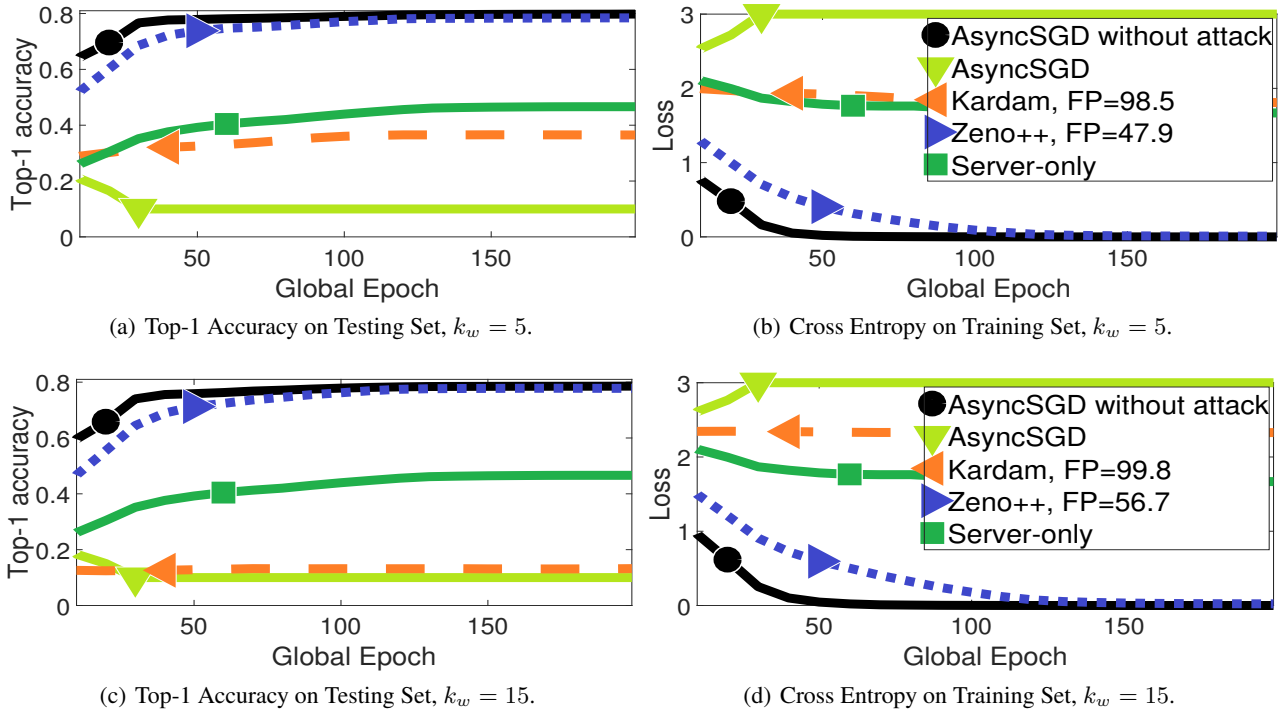 Top-1 accuracy
0.8
0.6
0.4
0.2
0
50
100
150
Global Epoch
(a) Top-1 Accuracy on Testing Set, k_w = 5.
Loss
3
2
1
0
50
100
150
Global Epoch
AsyncSGD without attack
AsyncSGD
Kardam, FP=98.5
Zeno++, FP=47.9
Server-only
(b) Cross Entropy on Training Set, k_w = 5.
Top-1 accuracy
0.8
0.6
0.4
0.2
0
50
100
150
Global Epoch
(c) Top-1 Accuracy on Testing Set, k_w = 15.
Loss
3
2
1
0
50
100
150
Global Epoch
AsyncSGD without attack
AsyncSGD
Kardam, FP=99.8
Zeno++, FP=56.7
Server-only
(d) Cross Entropy on Training Set, k_w = 15.